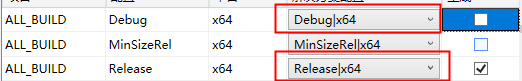 ALL_BUILD Debug x64 Debug|x64
ALL_BUILD MinSizeRel x64 MinSizeRel|x64
ALL_BUILD Release x64 Release|x64